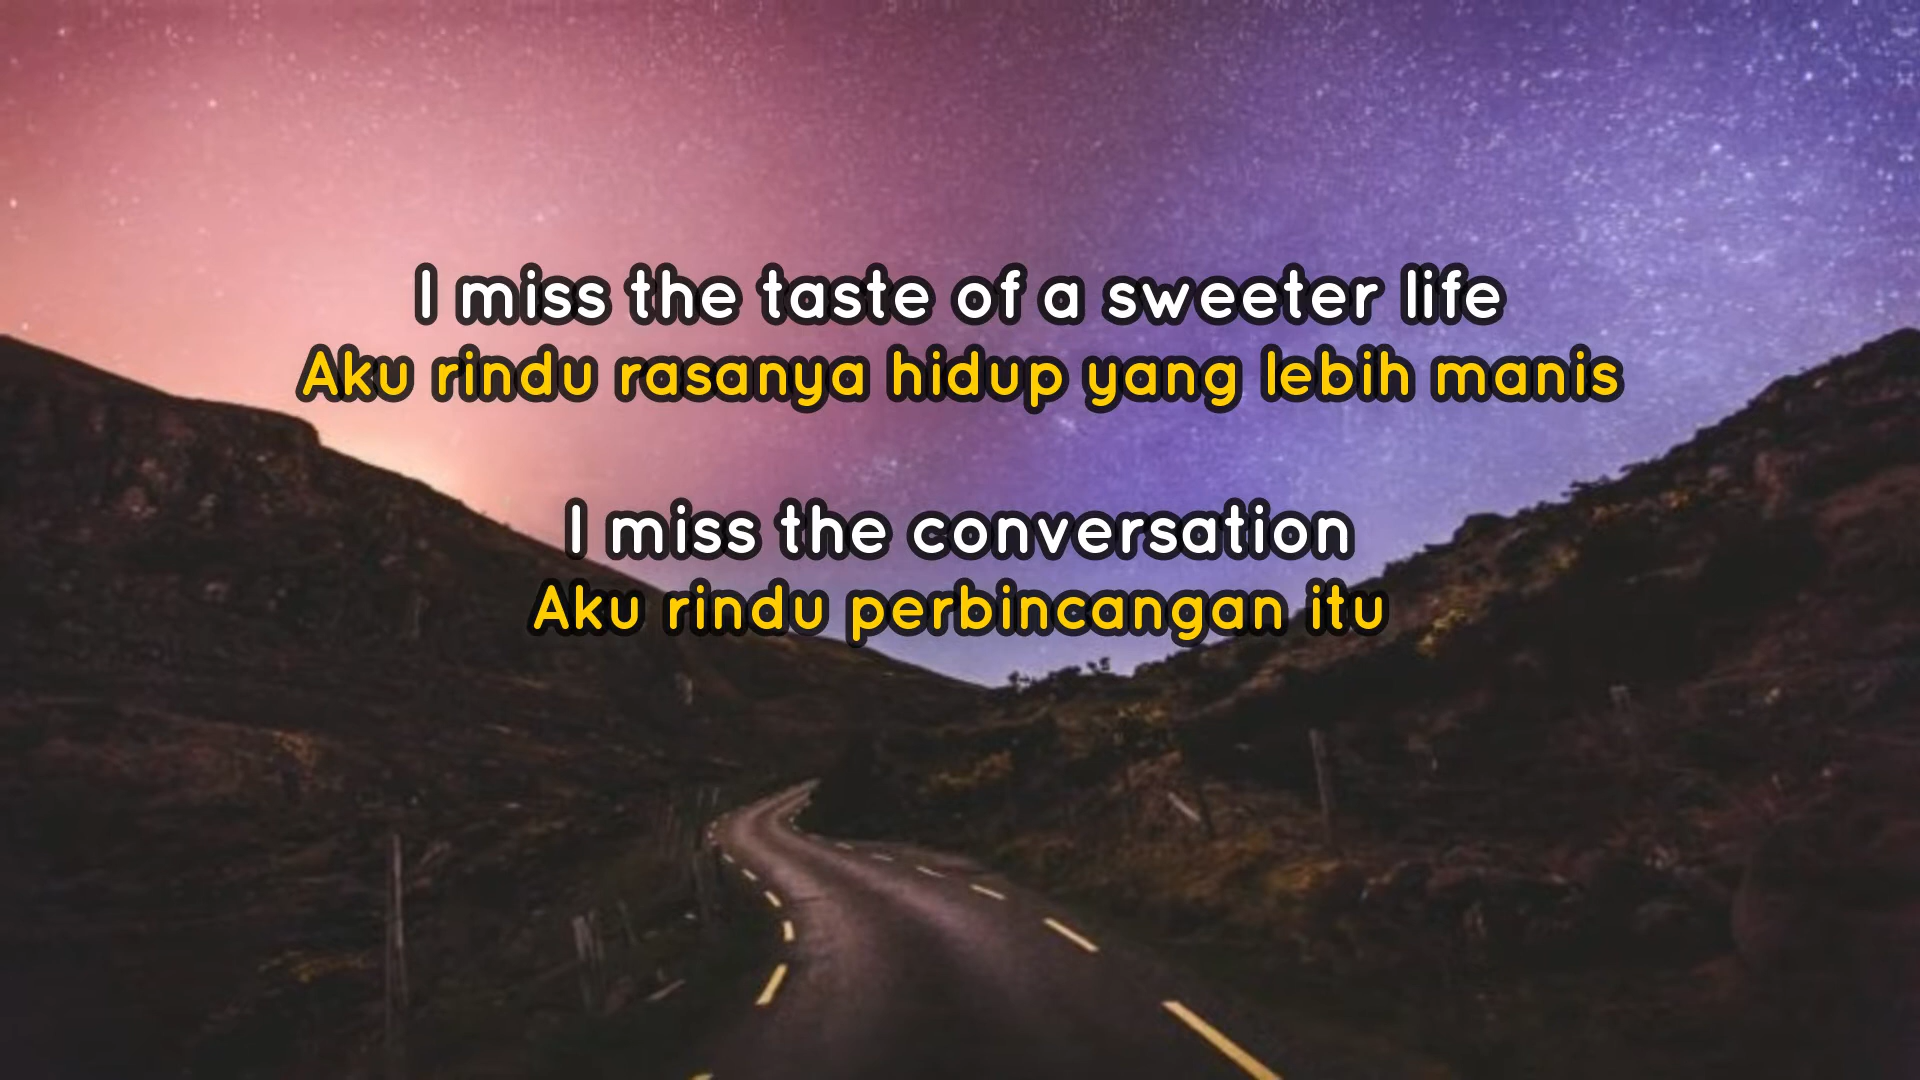 I miss the taste of a sweeter life
Aku rindu rasanya hidup yang lebih manis
I miss the conversation
Aku rindu perbincangan itu